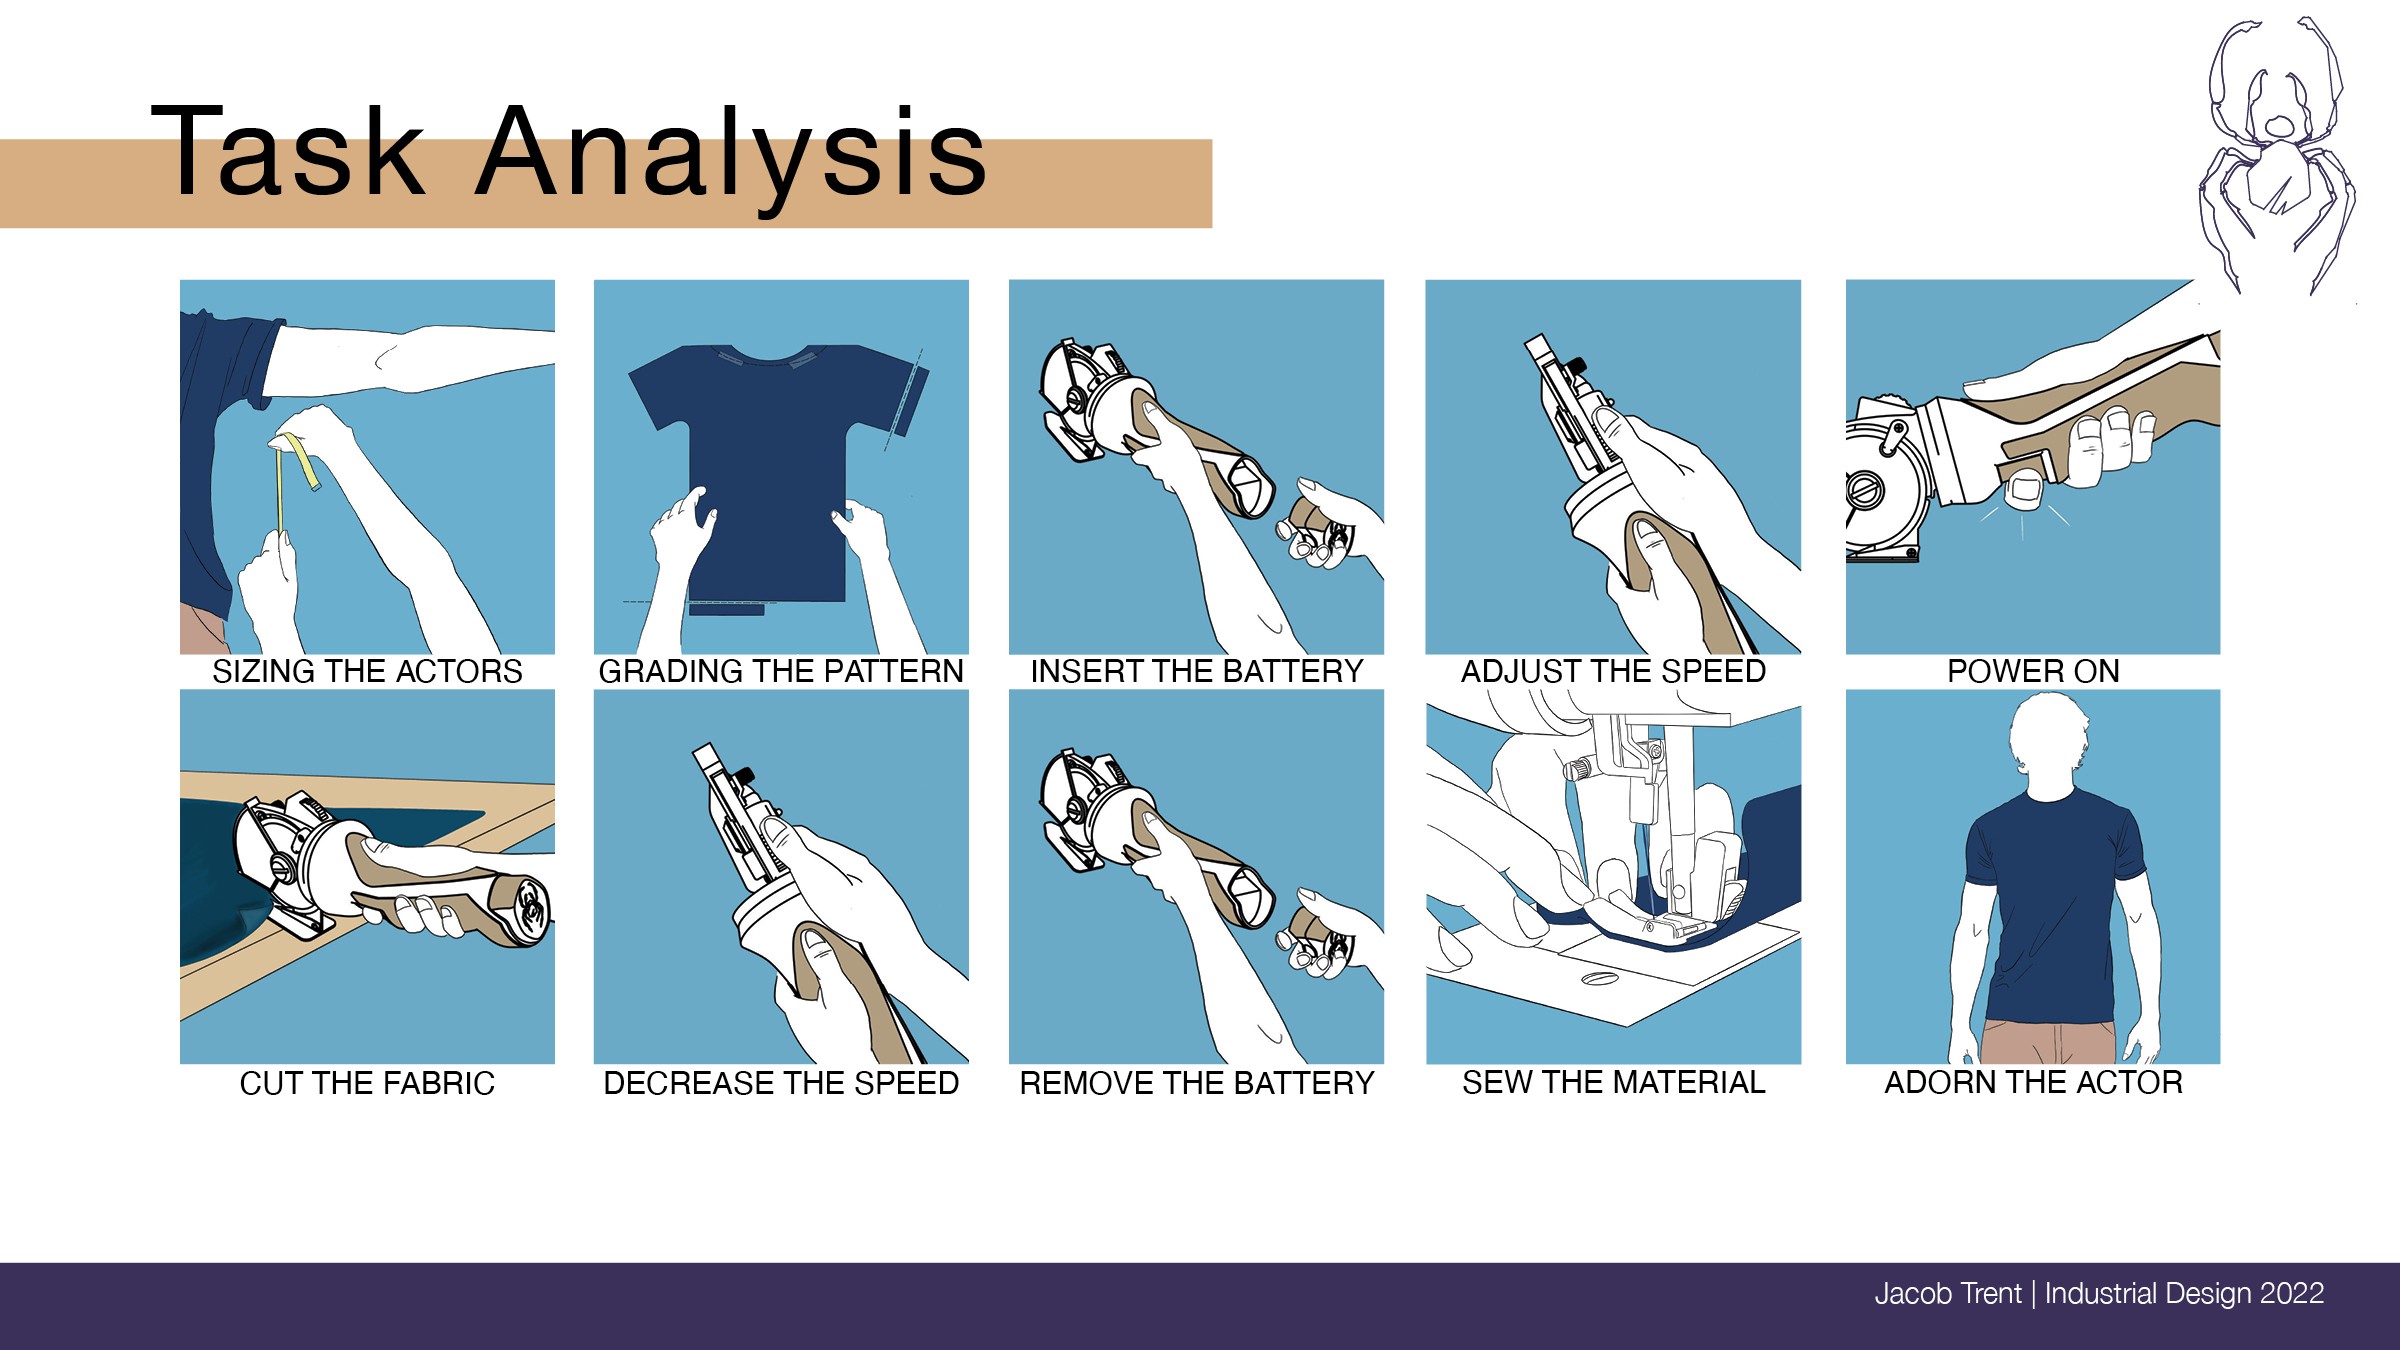 Task Analysis
SIZING THE ACTORS
GRADING THE PATTERN
INSERT THE BATTERY
ADJUST THE SPEED
POWER ON
CUT THE FABRIC
DECREASE THE SPEED
REMOVE THE BATTERY
SEW THE MATERIAL
ADORN THE ACTOR
Jacob Trent | Industrial Design 2022